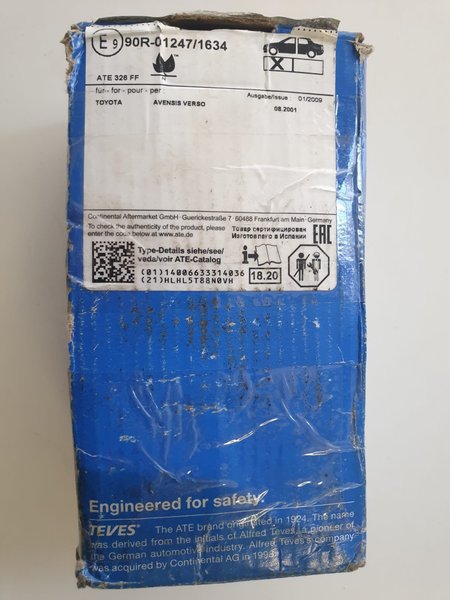 E 9 90R-01247/1634
ATE 328 FF
für - for - pour - per :
Ausgabe/Issue : 01/2009
TOYOTA AVENSIS VERSO 08.2001
X
Continental Aftermarket GmbH · Guerickestraße 7 · 60488 Frankfurt am Main · Germany
To check the authenticity of the product, please
enter the code below at www.ate.de
Товар сертифицирован
Изготовлено в Испании
EAC
Type-Details siehe/see/
veda/voir ATE-Catalog
(01)14006633314036
(21)HLHL5T88N0VH
18.20
Engineered for safety.
TEVES The ATE brand originated in 1924. The name
was derived from the initials of Alfred Teves, a pioneer of
the German automotive industry. Alfred Teves's company
was acquired by Continental AG in 1998.